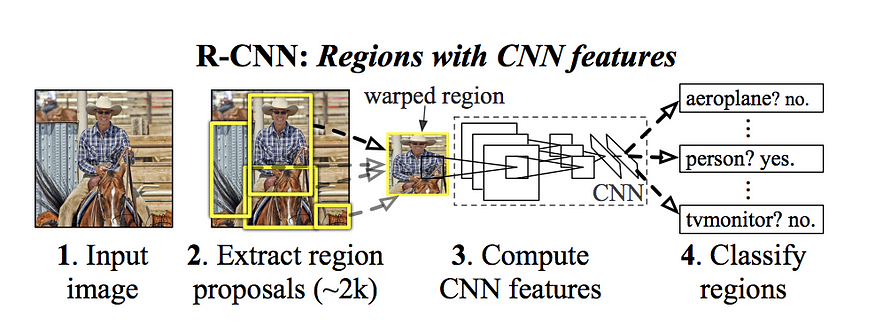 R-CNN: Regions with CNN features
warped region
aeroplane? no.
person? yes.
tvmonitor? no.
CNN
1. Input
image
2. Extract region
proposals (~2k)
3. Compute
CNN features
4. Classify
regions